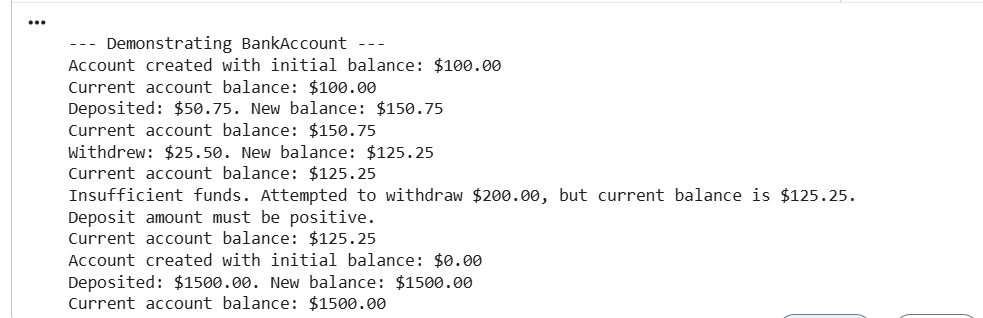 •••
--- Demonstrating BankAccount ---
Account created with initial balance: $100.00
Current account balance: $100.00
Deposited: $50.75. New balance: $150.75
Current account balance: $150.75
Withdrew: $25.50. New balance: $125.25
Current account balance: $125.25
Insufficient funds. Attempted to withdraw $200.00, but current balance is $125.25.
Deposit amount must be positive.
Current account balance: $125.25
Account created with initial balance: $0.00
Deposited: $1500.00. New balance: $1500.00
Current account balance: $1500.00